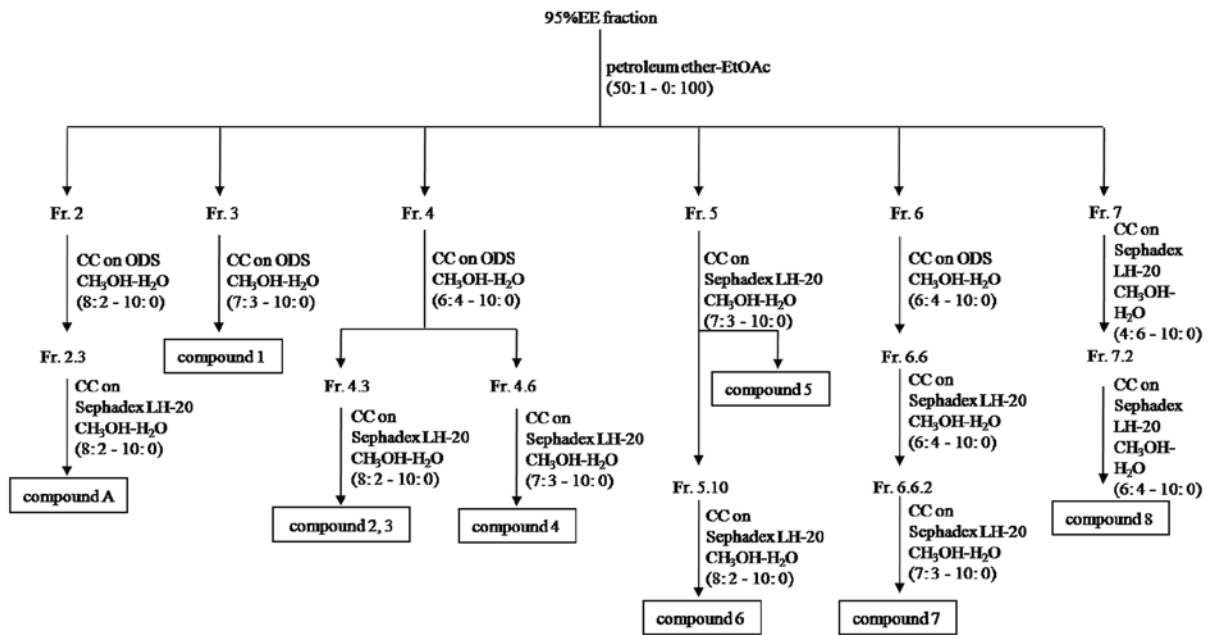 95%EE fraction
petroleum ether-EtOAc
(50: 1 - 0: 100)
Fr. 2
Fr. 3
Fr. 4
Fr. 5
Fr. 6
Fr. 7
CC on ODS
CH₃OH-H₂O
(8: 2 - 10: 0)
CC on ODS
CH₃OH-H₂O
(7: 3 - 10: 0)
CC on ODS
CH₃OH-H₂O
(6: 4 - 10: 0)
CC on
Sephadex LH-20
CH₃OH-H₂O
(7: 3 - 10: 0)
CC on ODS
CH₃OH-H₂O
(6: 4 - 10: 0)
CC on
Sephadex
LH-20
CH₃OH-
H₂O
(4: 6 - 10: 0)
Fr. 2.3
compound 1
Fr. 4.3
Fr. 4.6
compound 5
Fr. 6.6
Fr. 7.2
CC on
Sephadex LH-20
CH₃OH-H₂O
(8: 2 - 10: 0)
CC on
Sephadex LH-20
CH₃OH-H₂O
(8: 2 - 10: 0)
CC on
Sephadex LH-20
CH₃OH-H₂O
(7: 3 - 10: 0)
CC on
Sephadex LH-20
CH₃OH-H₂O
(6: 4 - 10: 0)
CC on
Sephadex
LH-20
CH₃OH-
H₂O
(6: 4 - 10: 0)
compound A
compound 2, 3
compound 4
Fr. 5.10
Fr. 6.6.2
compound 8
CC on
Sephadex LH-20
CH₃OH-H₂O
(8: 2 - 10: 0)
CC on
Sephadex LH-20
CH₃OH-H₂O
(7: 3 - 10: 0)
compound 6
compound 7